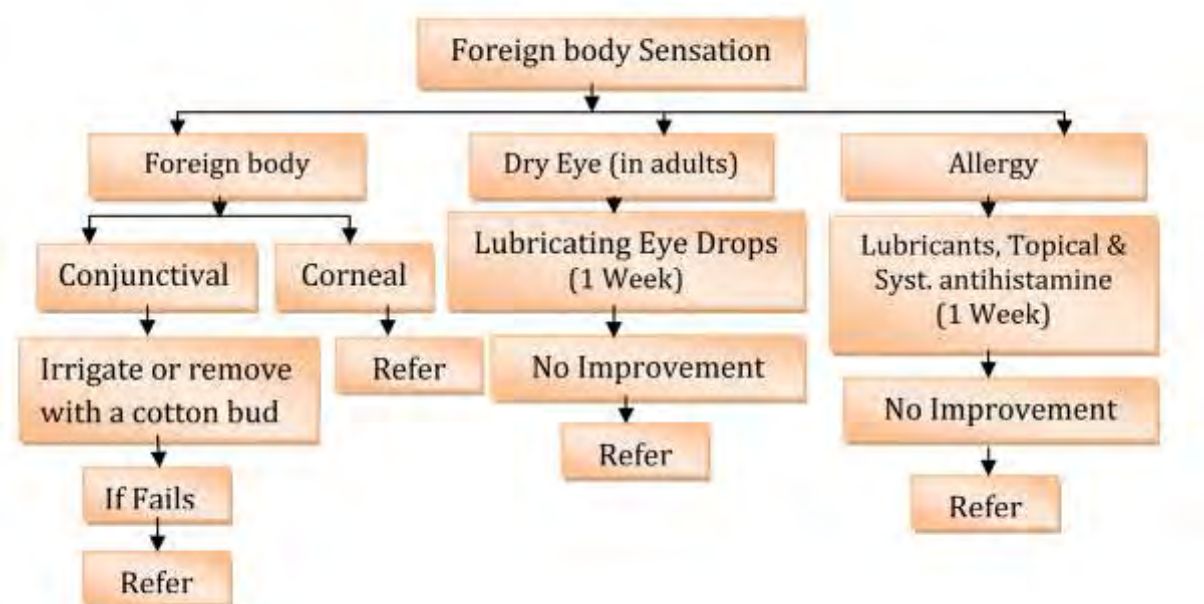 Foreign body Sensation
Foreign body
Dry Eye (in adults)
Allergy
Conjunctival
Corneal
Lubricating Eye Drops
(1 Week)
Lubricants, Topical &
Syst. antihistamine
(1 Week)
Irrigate or remove
with a cotton bud
Refer
No Improvement
No Improvement
If Fails
Refer
Refer
Refer